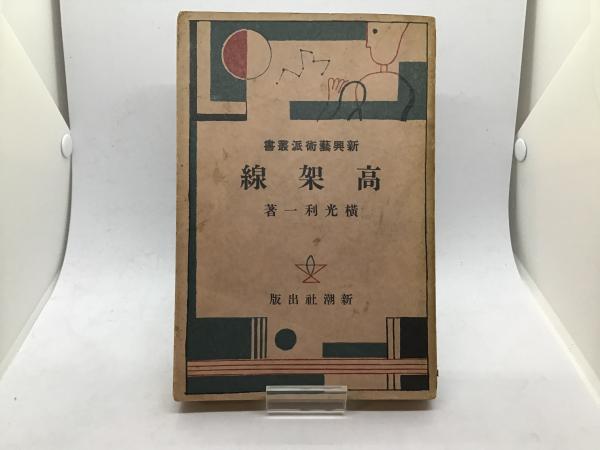 新興藝術派叢書
高架線
横光利一著
新潮社出版